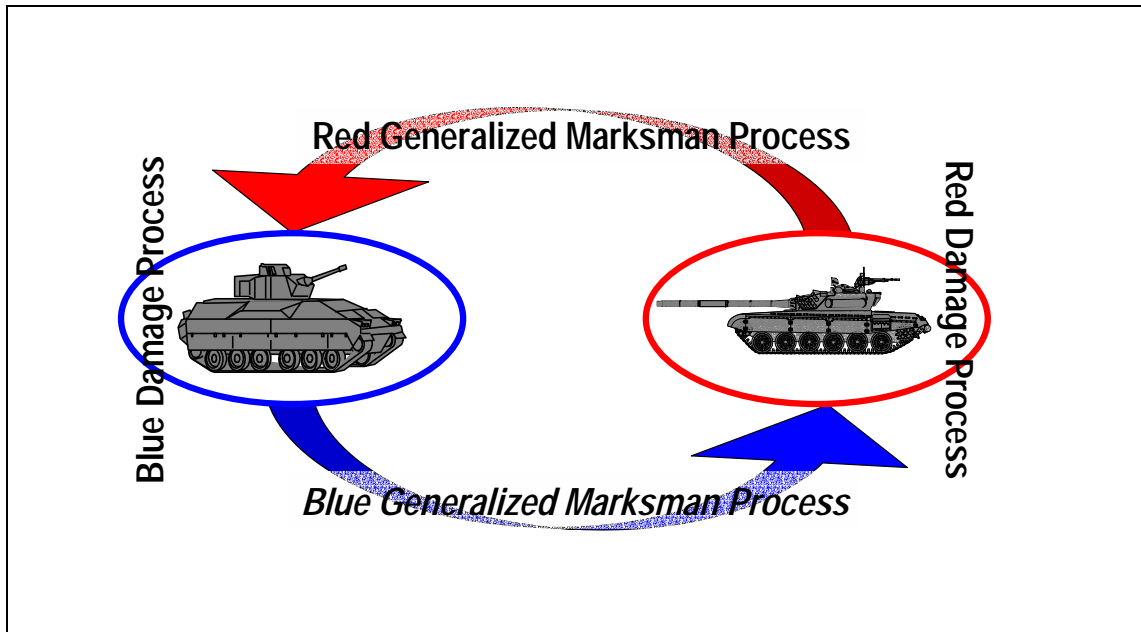 Red Generalized Marksman Process
Blue Damage Process
Red Damage Process
Blue Generalized Marksman Process